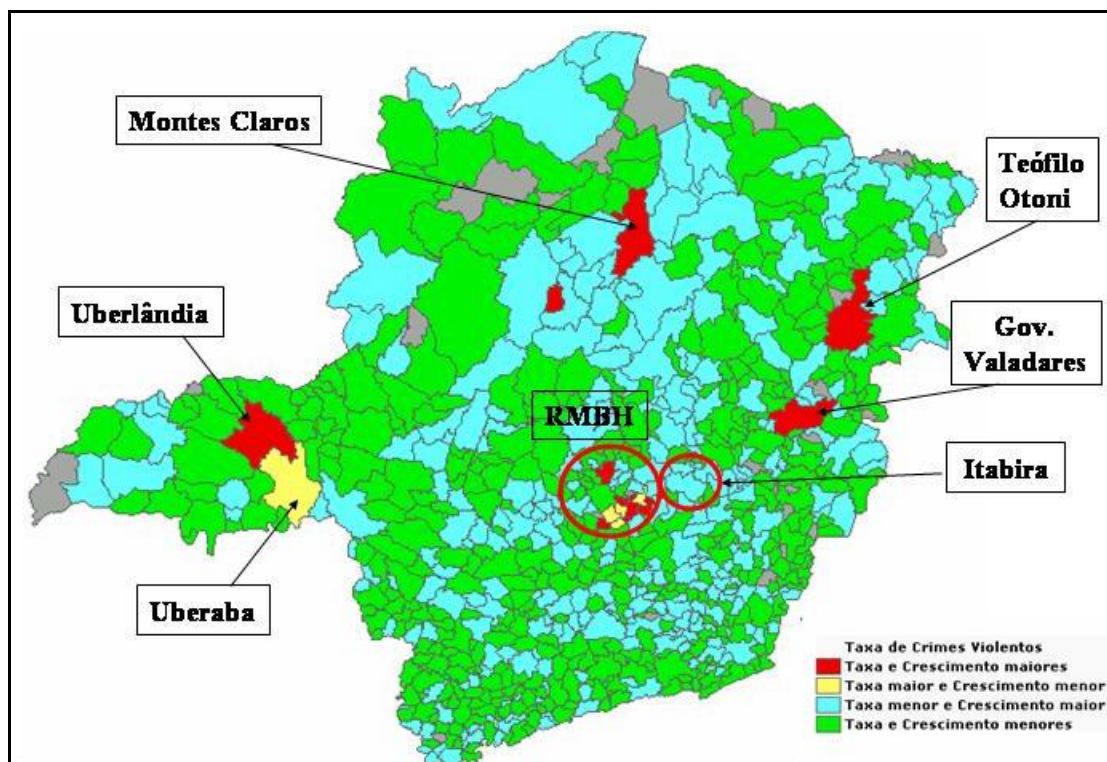 Montes Claros
Teófilo
Otoni
Uberlândia
Gov.
Valadares
RMBH
Itabira
Uberaba
Taxa de Crimes Violentos
Taxa e Crescimento maiores
Taxa maior e Crescimento menor
Taxa menor e Crescimento maior
Taxa e Crescimento menores